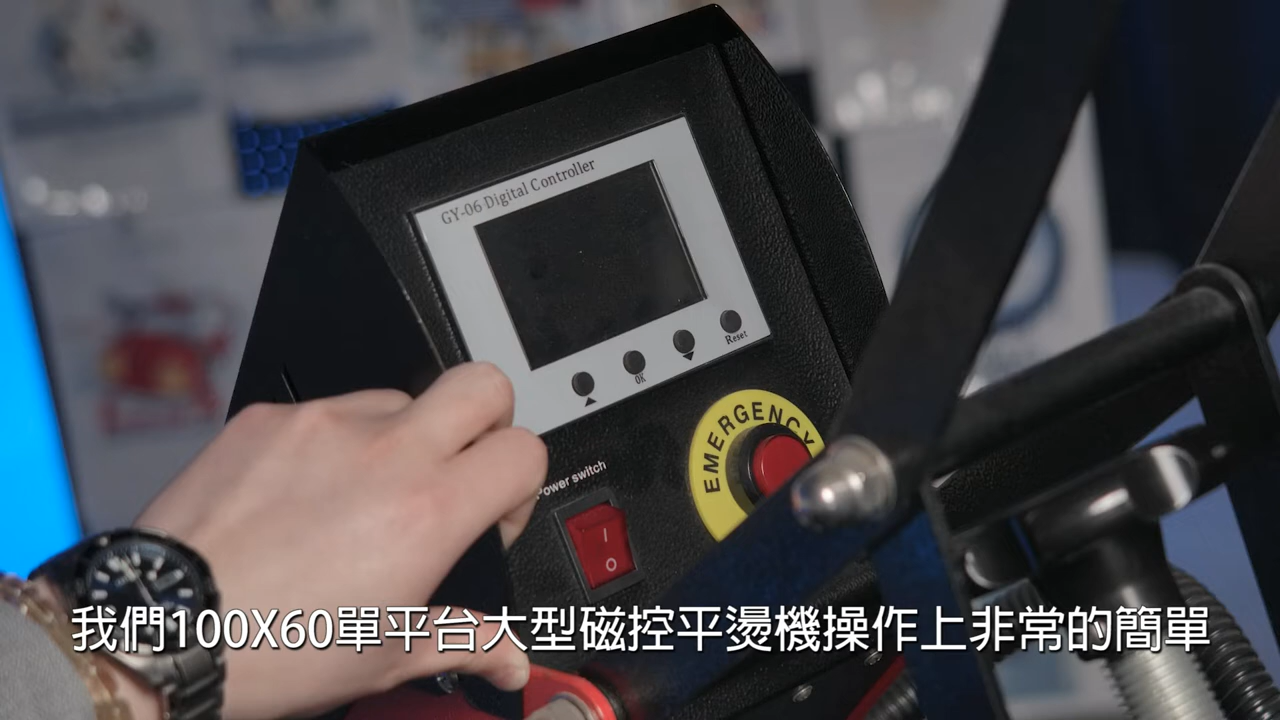 GY-06 Digital Controller
OK
Reset
EMERGENCY
Power switch
I
O
我們100X60單平台大型磁控平燙機操作上非常的簡單